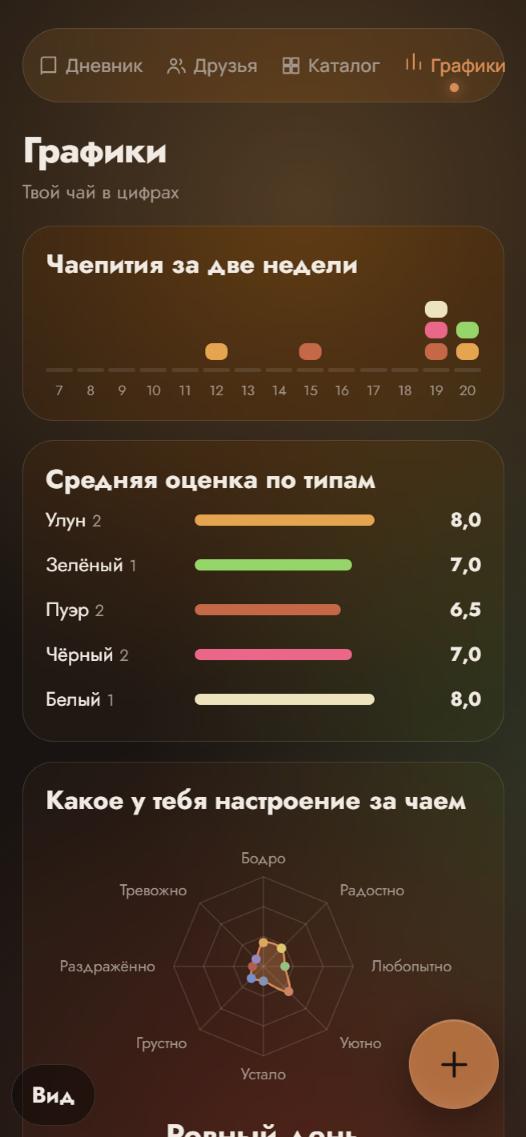 Дневник Друзья Каталог Графики
Графики
Твой чай в цифрах
Чаепития за две недели
7 8 9 10 11 12 13 14 15 16 17 18 19 20
Средняя оценка по типам
Улун 2 8,0
Зелёный 1 7,0
Пуэр 2 6,5
Чёрный 2 7,0
Белый 1 8,0
Какое у тебя настроение за чаем
Бодро
Тревожно Радостно
Раздражённо Любопытно
Грустно Уютно
Устало
Вид
Ровный день